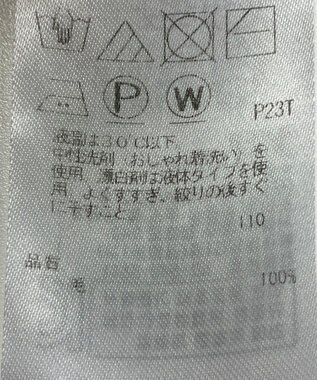 P W
P23T
液温は30℃以下
中性洗剤「おしゃれ着洗い」を
使用。漂白剤は液体タイプを使
用。よくすすぎ、絞りの後すぐ
に干すこと。
110
品質
毛 100%